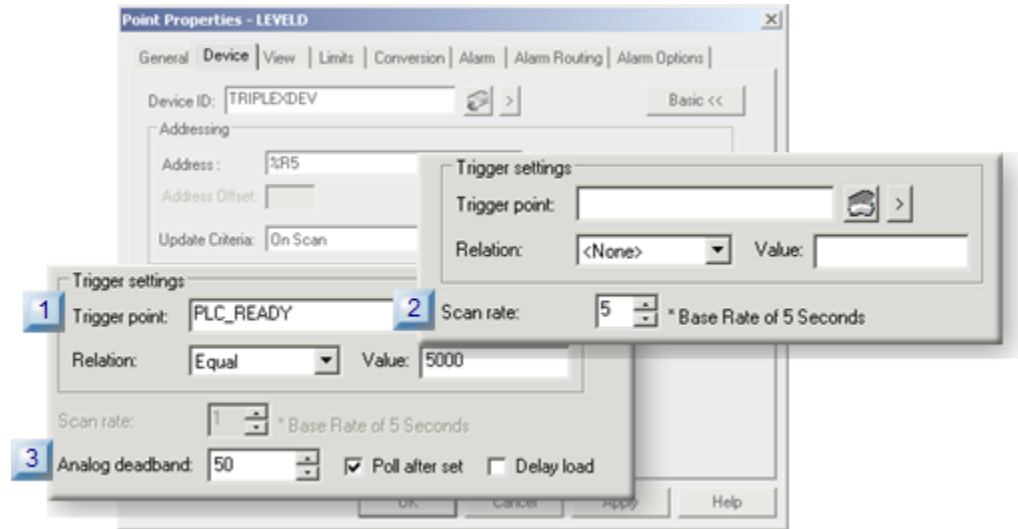 Point Properties - LEVELD
General Device View Limits Conversion Alarm Alarm Routing Alarm Options
Device ID: TRIPLEXDEV > Basic <<
Addressing
Address : %R5
Address Offset:
Update Criteria: On Scan
Trigger settings
Trigger point: >
Relation: <None> Value:
2 Scan rate: 5 * Base Rate of 5 Seconds
Trigger settings
1 Trigger point: PLC_READY
Relation: Equal Value: 5000
Scan rate: 1 * Base Rate of 5 Seconds
3 Analog deadband: 50 Poll after set Delay load
OK Cancel Apply Help